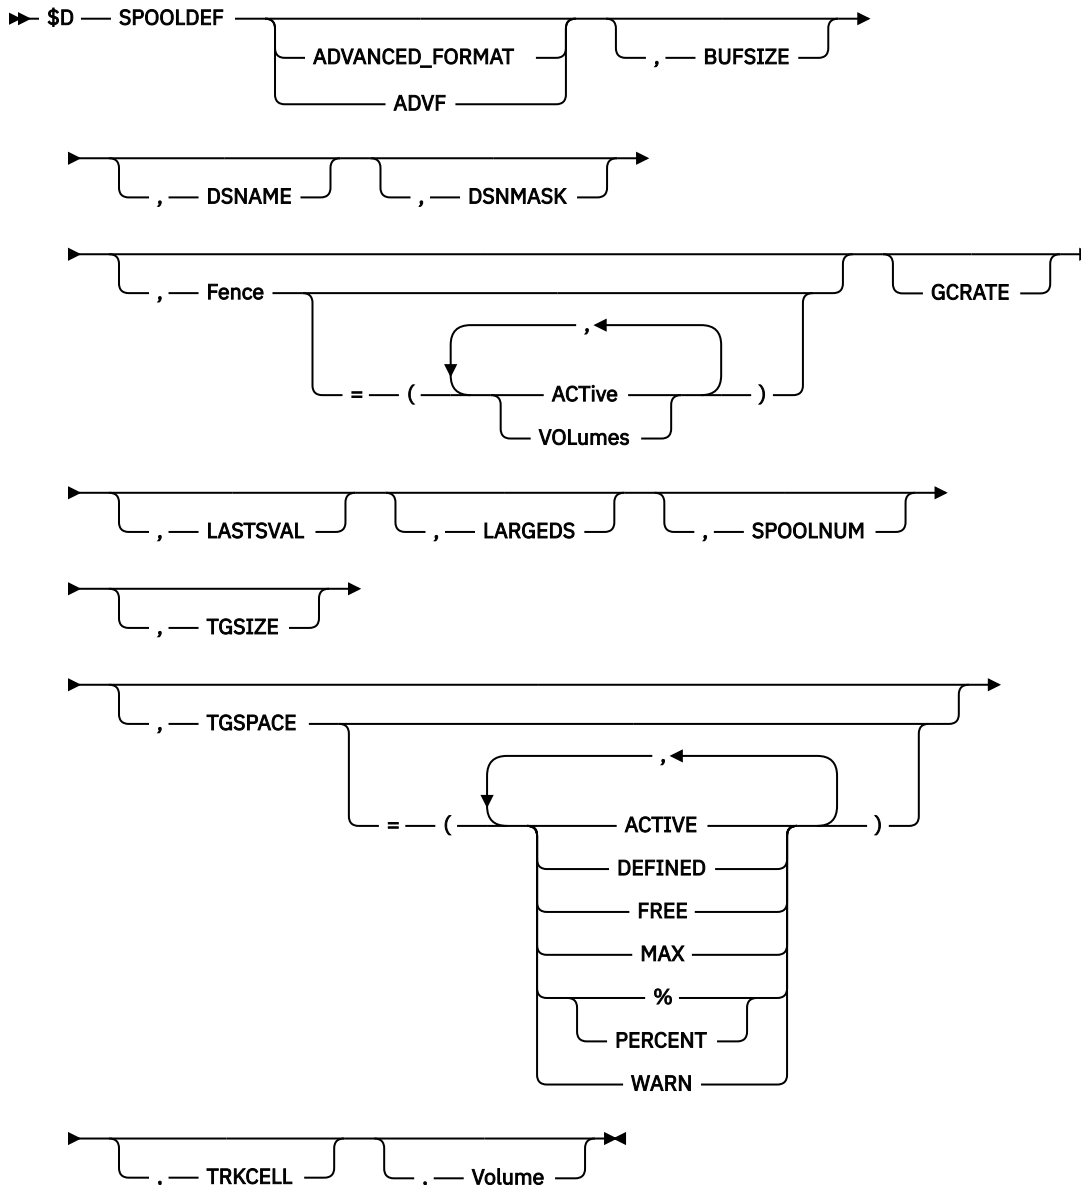 $D SPOOLDEF
ADVANCED_FORMAT , BUFSIZE
ADVF
, DSNAME , DSNMASK
, Fence GCRATE
,
= ( ACTive )
VOLumes
, LASTSVAL , LARGEDS , SPOOLNUM
, TGSIZE
, TGSPACE
,
= ( ACTIVE )
DEFINED
FREE
MAX
%
PERCENT
WARN
, TRKCELL , Volume